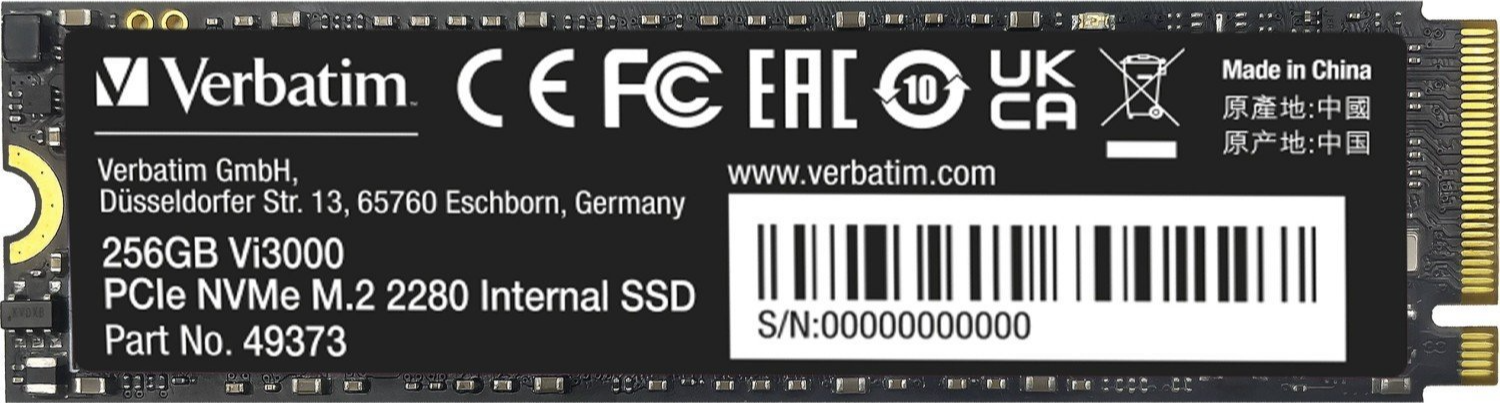 Verbatim™
CE FC EAC 10 UK CA
Made in China
原產地:中國
原产地:中国
Verbatim GmbH,
Düsseldorfer Str. 13, 65760 Eschborn, Germany
www.verbatim.com
256GB Vi3000
PCIe NVMe M.2 2280 Internal SSD
Part No. 49373
S/N:00000000000